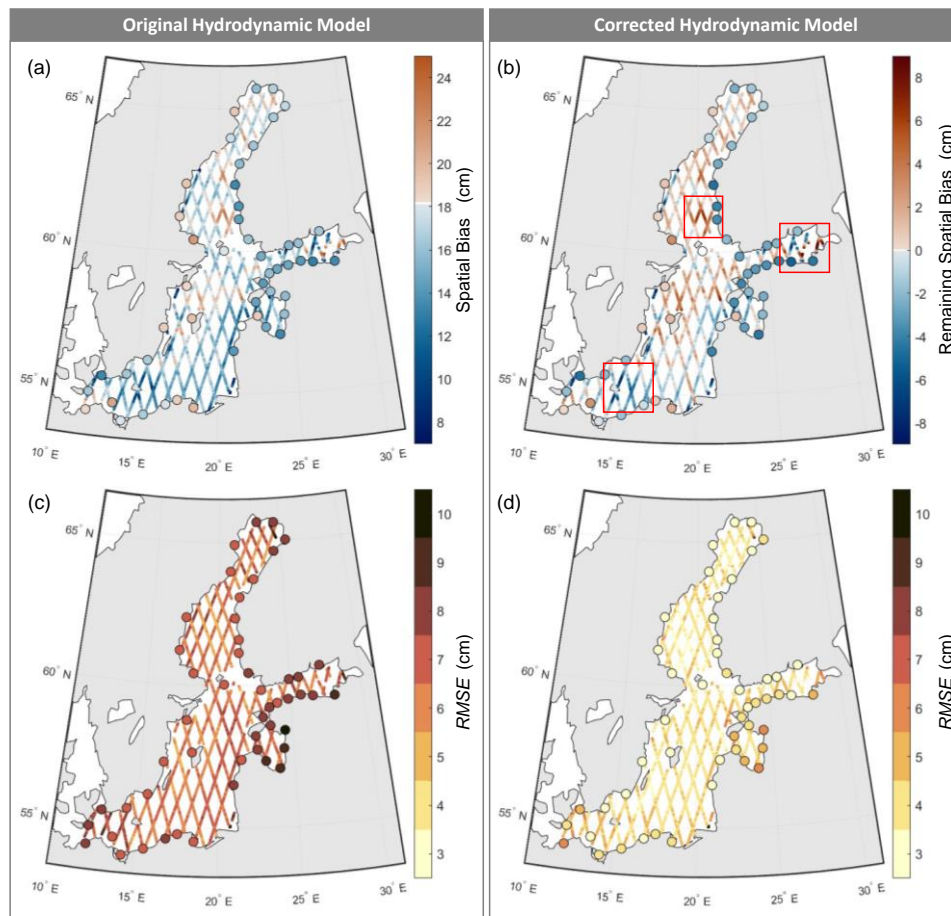 Original Hydrodynamic Model
Corrected Hydrodynamic Model
(a)
65° N
60° N
55° N
10° E
15° E
20° E
25° E
30° E
24
22
20
18
16
14
12
10
8
Spatial Bias (cm)
(b)
65° N
60° N
55° N
10° E
15° E
20° E
25° E
30° E
8
6
4
2
0
-2
-4
-6
-8
Remaining Spatial Bias (cm)
(c)
65° N
60° N
55° N
10° E
15° E
20° E
25° E
30° E
10
9
8
7
6
5
4
3
RMSE (cm)
(d)
65° N
60° N
55° N
10° E
15° E
20° E
25° E
30° E
10
9
8
7
6
5
4
3
RMSE (cm)